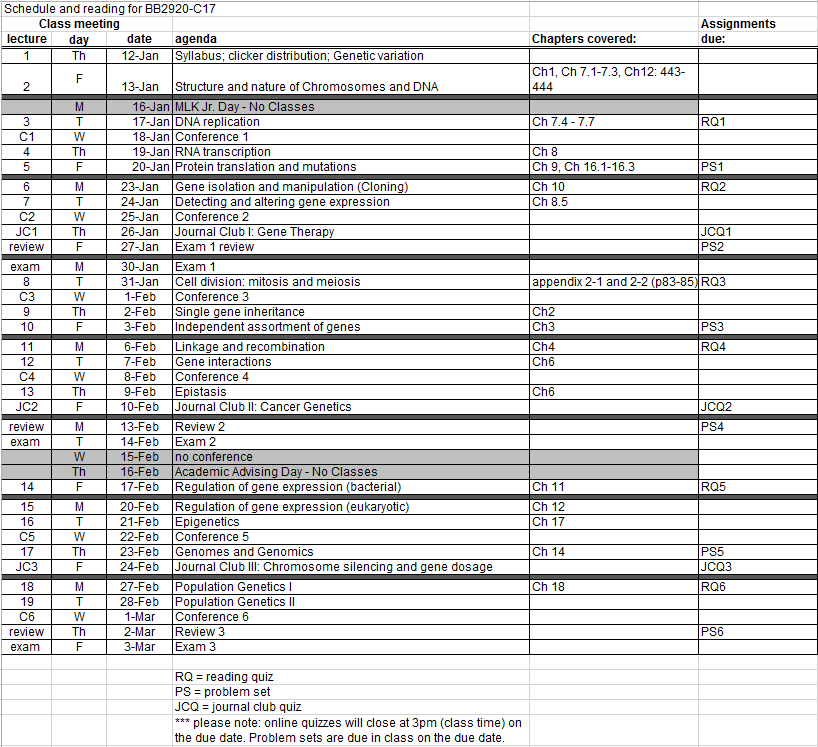 Schedule and reading for BB2920-C17
Class meeting Assignments
lecture day date agenda Chapters covered: due:
1 Th 12-Jan Syllabus; clicker distribution; Genetic variation
2 F 13-Jan Structure and nature of Chromosomes and DNA Ch1, Ch 7.1-7.3, Ch12: 443-
444
M 16-Jan MLK Jr. Day - No Classes
3 T 17-Jan DNA replication Ch 7.4 - 7.7 RQ1
C1 W 18-Jan Conference 1
4 Th 19-Jan RNA transcription Ch 8
5 F 20-Jan Protein translation and mutations Ch 9, Ch 16.1-16.3 PS1
6 M 23-Jan Gene isolation and manipulation (Cloning) Ch 10 RQ2
7 T 24-Jan Detecting and altering gene expression Ch 8.5
C2 W 25-Jan Conference 2
JC1 Th 26-Jan Journal Club I: Gene Therapy JCQ1
review F 27-Jan Exam 1 review PS2
exam M 30-Jan Exam 1
8 T 31-Jan Cell division: mitosis and meiosis appendix 2-1 and 2-2 (p83-85) RQ3
C3 W 1-Feb Conference 3
9 Th 2-Feb Single gene inheritance Ch2
10 F 3-Feb Independent assortment of genes Ch3 PS3
11 M 6-Feb Linkage and recombination Ch4 RQ4
12 T 7-Feb Gene interactions Ch6
C4 W 8-Feb Conference 4
13 Th 9-Feb Epistasis Ch6
JC2 F 10-Feb Journal Club II: Cancer Genetics JCQ2
review M 13-Feb Review 2 PS4
exam T 14-Feb Exam 2
W 15-Feb no conference
Th 16-Feb Academic Advising Day - No Classes
14 F 17-Feb Regulation of gene expression (bacterial) Ch 11 RQ5
15 M 20-Feb Regulation of gene expression (eukaryotic) Ch 12
16 T 21-Feb Epigenetics Ch 17
C5 W 22-Feb Conference 5
17 Th 23-Feb Genomes and Genomics Ch 14 PS5
JC3 F 24-Feb Journal Club III: Chromosome silencing and gene dosage JCQ3
18 M 27-Feb Population Genetics I Ch 18 RQ6
19 T 28-Feb Population Genetics II
C6 W 1-Mar Conference 6
review Th 2-Mar Review 3 PS6
exam F 3-Mar Exam 3
RQ = reading quiz
PS = problem set
JCQ = journal club quiz
*** please note: online quizzes will close at 3pm (class time) on
the due date. Problem sets are due in class on the due date.